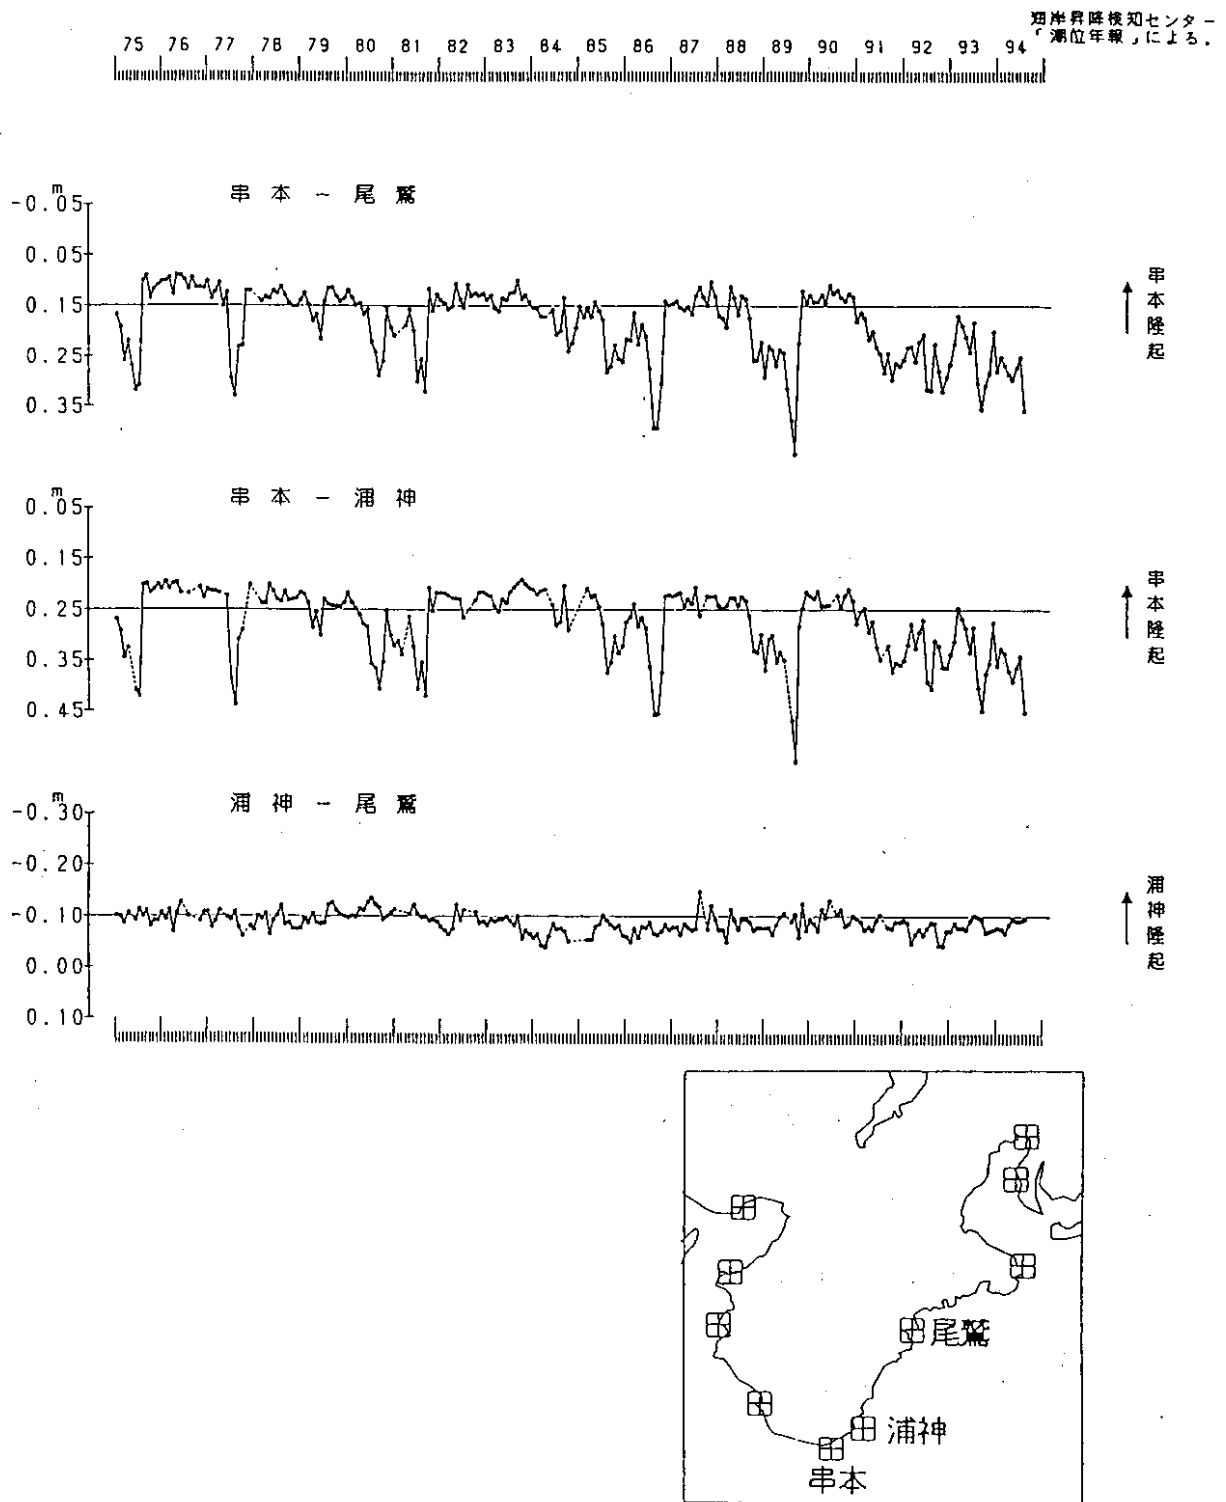 海岸昇降検知センター
「潮位年報」による.
75 76 77 78 79 80 81 82 83 84 85 86 87 88 89 90 91 92 93 94
串本－尾鷲
m
-0.05
0.05
0.15
0.25
0.35
串本隆起
串本－浦神
m
0.05
0.15
0.25
0.35
0.45
串本隆起
浦神－尾鷲
m
-0.30
-0.20
-0.10
0.00
0.10
浦神隆起
尾鷲
浦神
串本